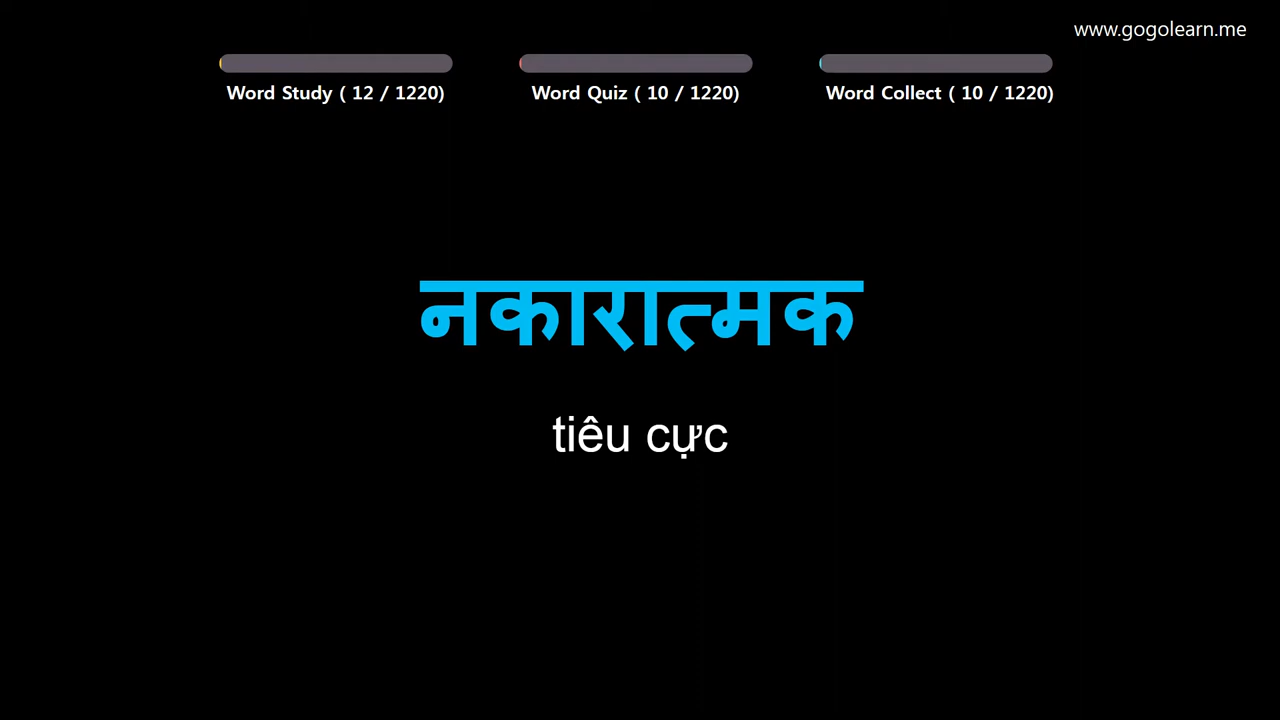 www.gogolearn.me
Word Study ( 12 / 1220)
Word Quiz ( 10 / 1220)
Word Collect ( 10 / 1220)
नकारात्मक
tiêu cực